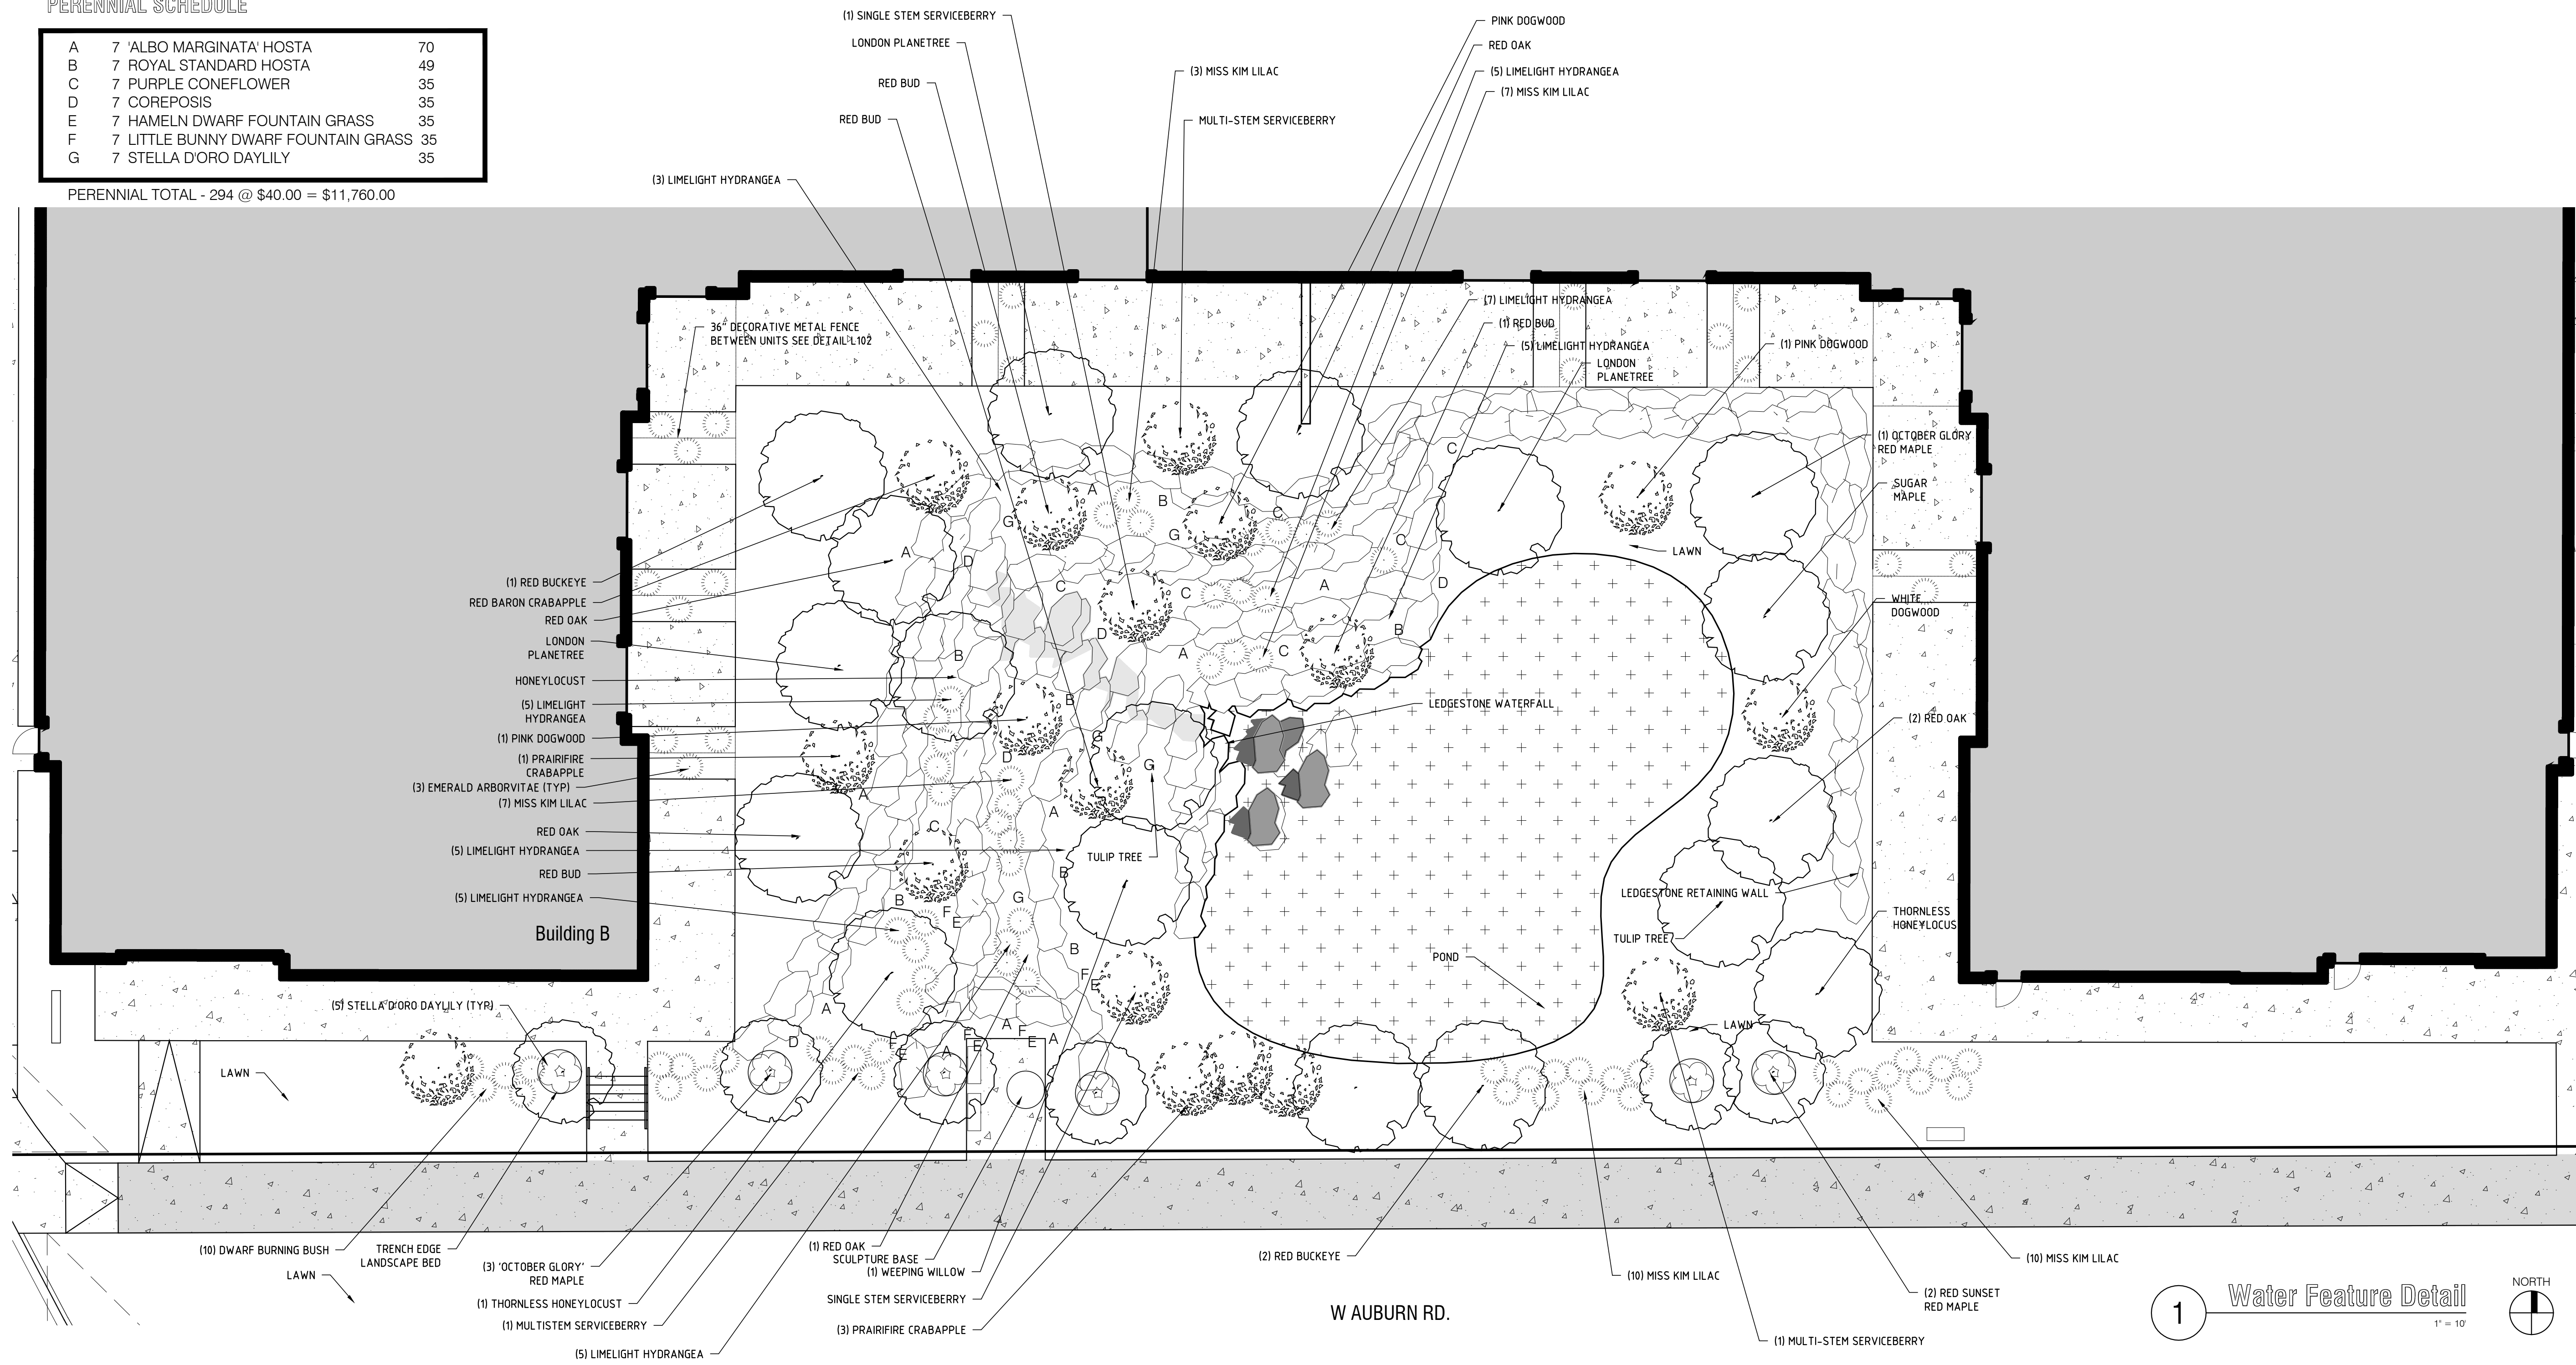 PERENNIAL SCHEDULE
A 7 'ALBO MARGINATA' HOSTA 70
B 7 ROYAL STANDARD HOSTA 49
C 7 PURPLE CONEFLOWER 35
D 7 COREPOSIS 35
E 7 HAMELN DWARF FOUNTAIN GRASS 35
F 7 LITTLE BUNNY DWARF FOUNTAIN GRASS 35
G 7 STELLA D'ORO DAYLILY 35
PERENNIAL TOTAL - 294 @ $40.00 = $11,760.00
(1) SINGLE STEM SERVICEBERRY
LONDON PLANETREE
RED BUD
RED BUD
(3) LIMELIGHT HYDRANGEA
(3) MISS KIM LILAC
MULTI-STEM SERVICEBERRY
PINK DOGWOOD
RED OAK
(5) LIMELIGHT HYDRANGEA
(7) MISS KIM LILAC
36" DECORATIVE METAL FENCE
BETWEEN UNITS SEE DETAIL L102
(7) LIMELIGHT HYDRANGEA
(1) RED BUD
(5) LIMELIGHT HYDRANGEA
LONDON
PLANETREE
(1) PINK DOGWOOD
(1) OCTOBER GLORY
RED MAPLE
SUGAR
MAPLE
LAWN
WHITE
DOGWOOD
(2) RED OAK
LEDGESTONE WATERFALL
LEDGESTONE RETAINING WALL
THORNLESS
HONEYLOCUS
TULIP TREE
POND
LAWN
(1) RED BUCKEYE
RED BARON CRABAPPLE
RED OAK
LONDON
PLANETREE
HONEYLOCUST
(5) LIMELIGHT
HYDRANGEA
(1) PINK DOGWOOD
(1) PRAIRIFIRE
CRABAPPLE
(3) EMERALD ARBORVITAE (TYP)
(7) MISS KIM LILAC
RED OAK
(5) LIMELIGHT HYDRANGEA
RED BUD
(5) LIMELIGHT HYDRANGEA
TULIP TREE
Building B
(5) STELLA D'ORO DAYLILY (TYP)
LAWN
A
B
G
C
G
C
C
A
D
C
C
A
D
D
B
A
C
B
B
G
D
G
A
A
C
B
B
G
F
E
B
F
E
A
A
F
A
E
D
F
E
A
F
E
(10) DWARF BURNING BUSH
TRENCH EDGE
LANDSCAPE BED
LAWN
(3) 'OCTOBER GLORY'
RED MAPLE
(1) THORNLESS HONEYLOCUST
(1) MULTISTEM SERVICEBERRY
(5) LIMELIGHT HYDRANGEA
(1) RED OAK
SCULPTURE BASE
(1) WEEPING WILLOW
SINGLE STEM SERVICEBERRY
(3) PRAIRIFIRE CRABAPPLE
(2) RED BUCKEYE
W AUBURN RD.
(10) MISS KIM LILAC
(1) MULTI-STEM SERVICEBERRY
(2) RED SUNSET
RED MAPLE
(10) MISS KIM LILAC
1
Water Feature Detail
1" = 10'
NORTH